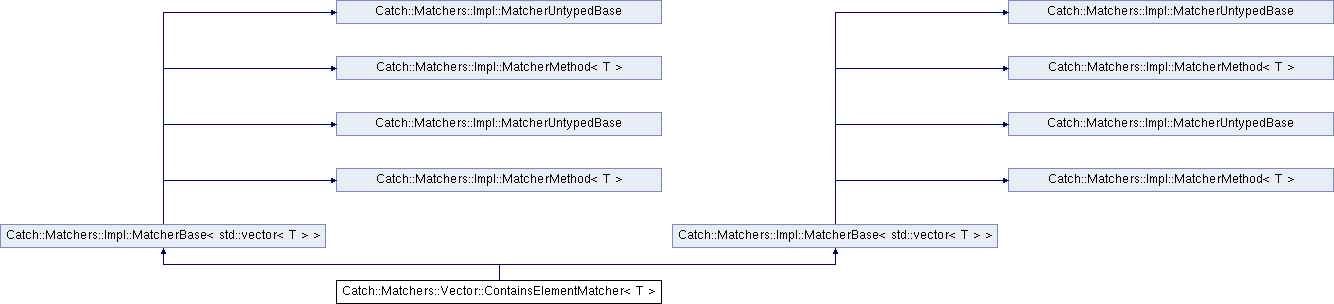 Catch::Matchers::Impl::MatcherUntypedBase
Catch::Matchers::Impl::MatcherUntypedBase
Catch::Matchers::Impl::MatcherMethod< T >
Catch::Matchers::Impl::MatcherMethod< T >
Catch::Matchers::Impl::MatcherUntypedBase
Catch::Matchers::Impl::MatcherUntypedBase
Catch::Matchers::Impl::MatcherMethod< T >
Catch::Matchers::Impl::MatcherMethod< T >
Catch::Matchers::Impl::MatcherBase< std::vector< T > >
Catch::Matchers::Impl::MatcherBase< std::vector< T > >
Catch::Matchers::Vector::ContainsElementMatcher< T >